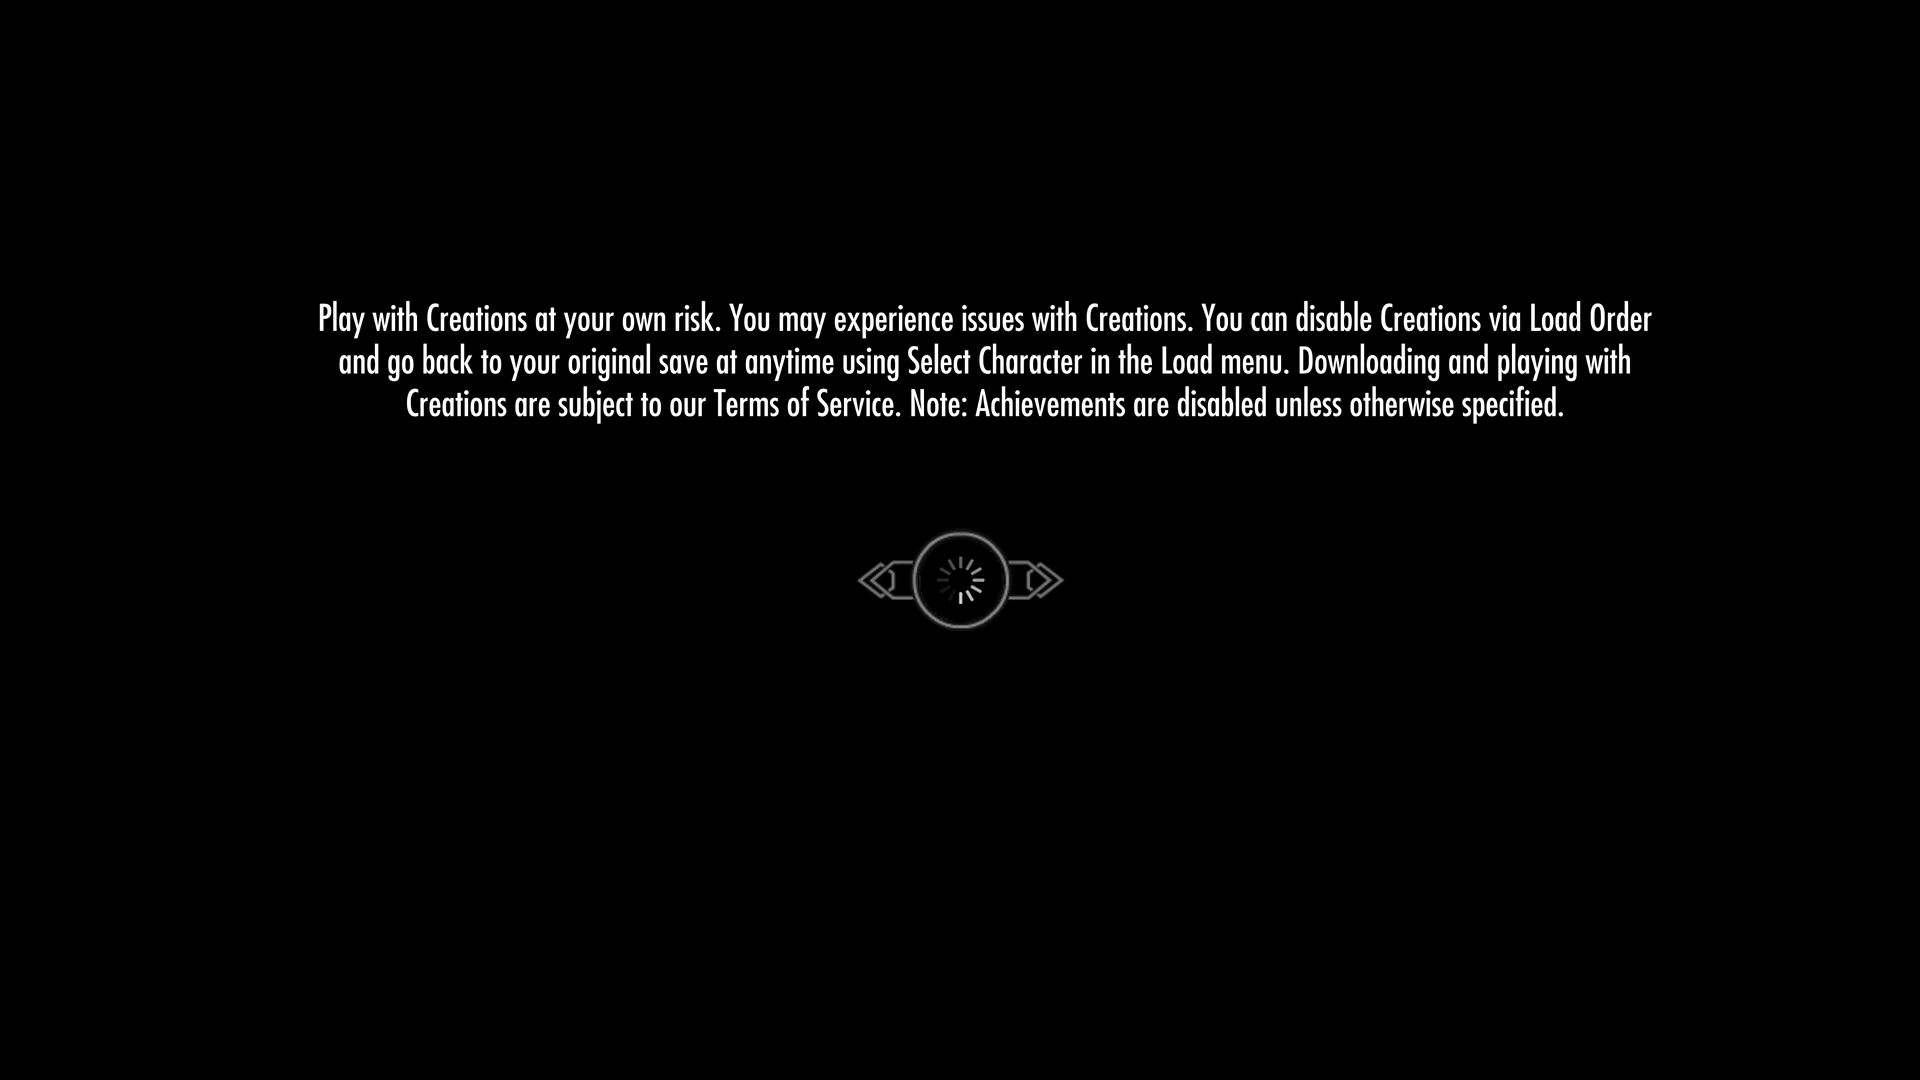 Play with Creations at your own risk. You may experience issues with Creations. You can disable Creations via Load Order
and go back to your original save at anytime using Select Character in the Load menu. Downloading and playing with
Creations are subject to our Terms of Service. Note: Achievements are disabled unless otherwise specified.